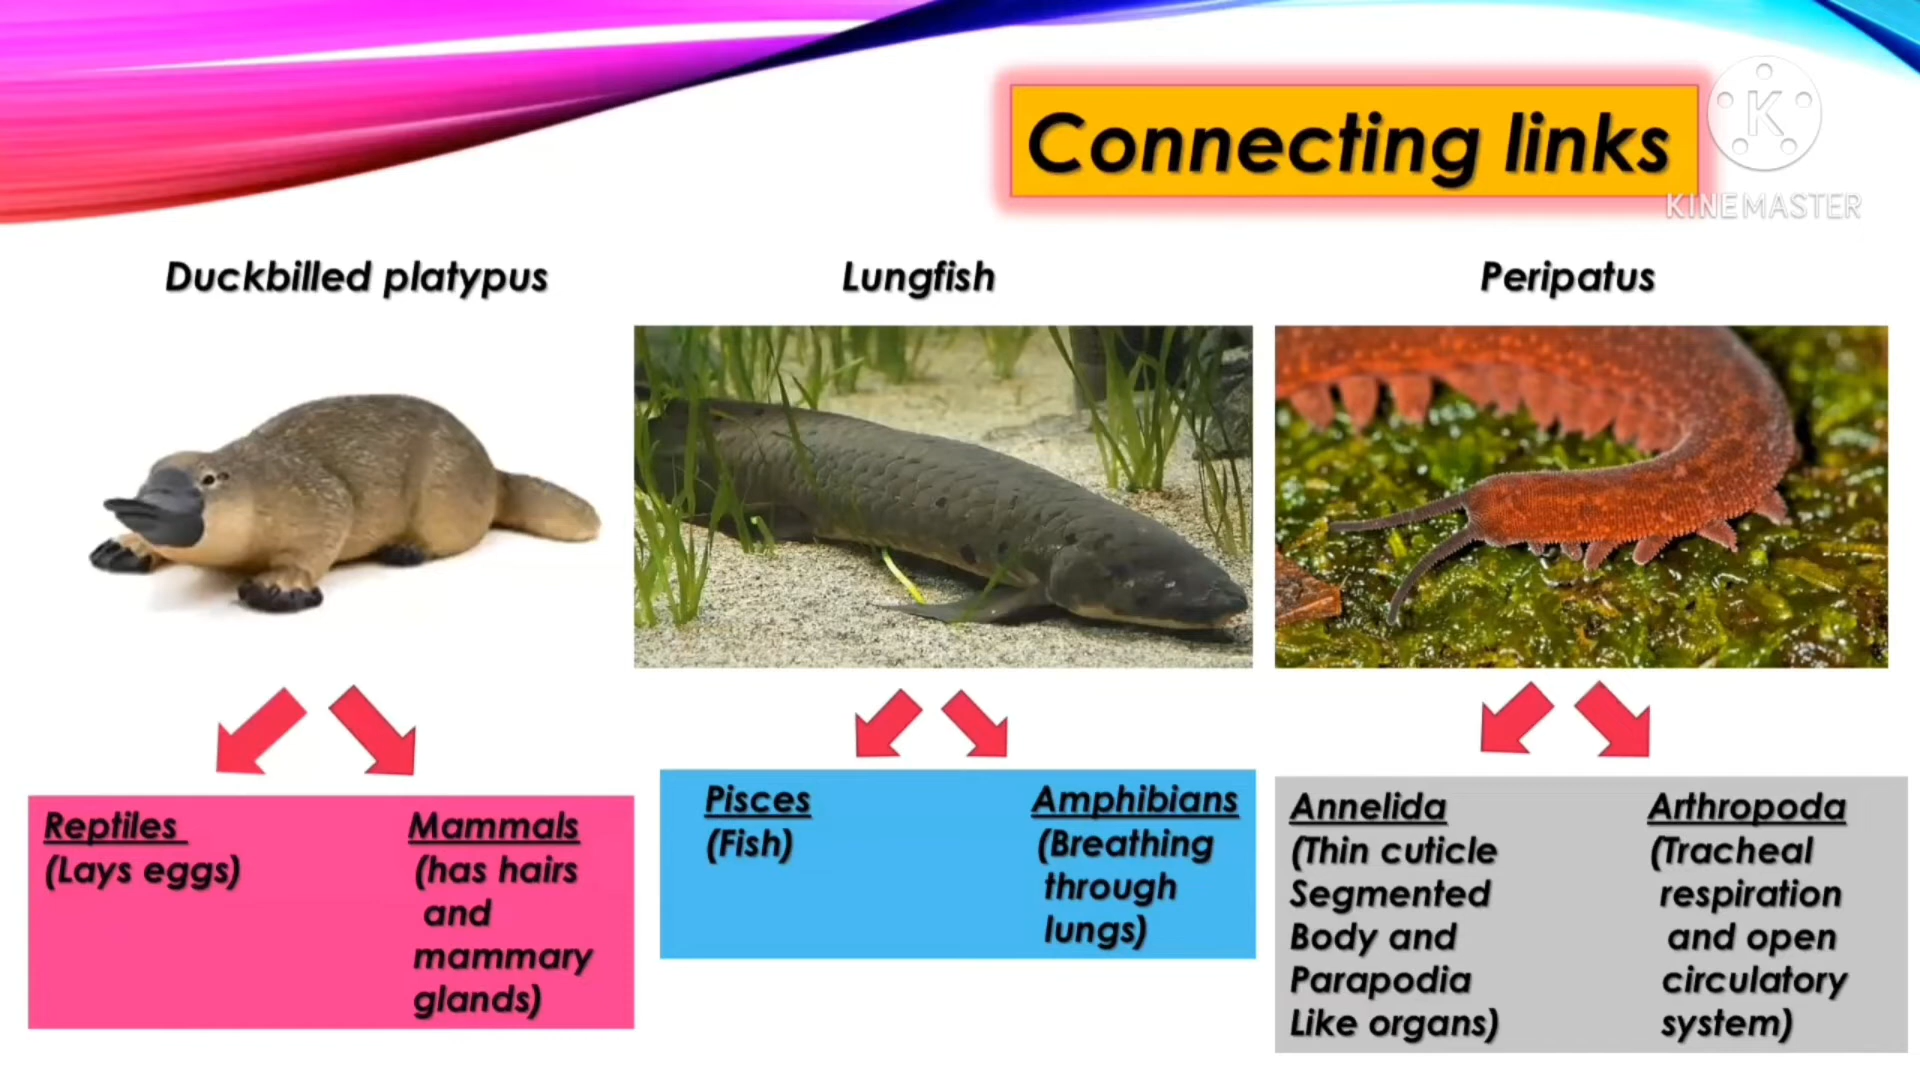 Connecting links
K
KINEMASTER
Duckbilled platypus
Lungfish
Peripatus
Reptiles
(Lays eggs)
Mammals
(has hairs
and
mammary
glands)
Pisces
(Fish)
Amphibians
(Breathing
through
lungs)
Annelida
(Thin cuticle
Segmented
Body and
Parapodia
Like organs)
Arthropoda
(Tracheal
respiration
and open
circulatory
system)